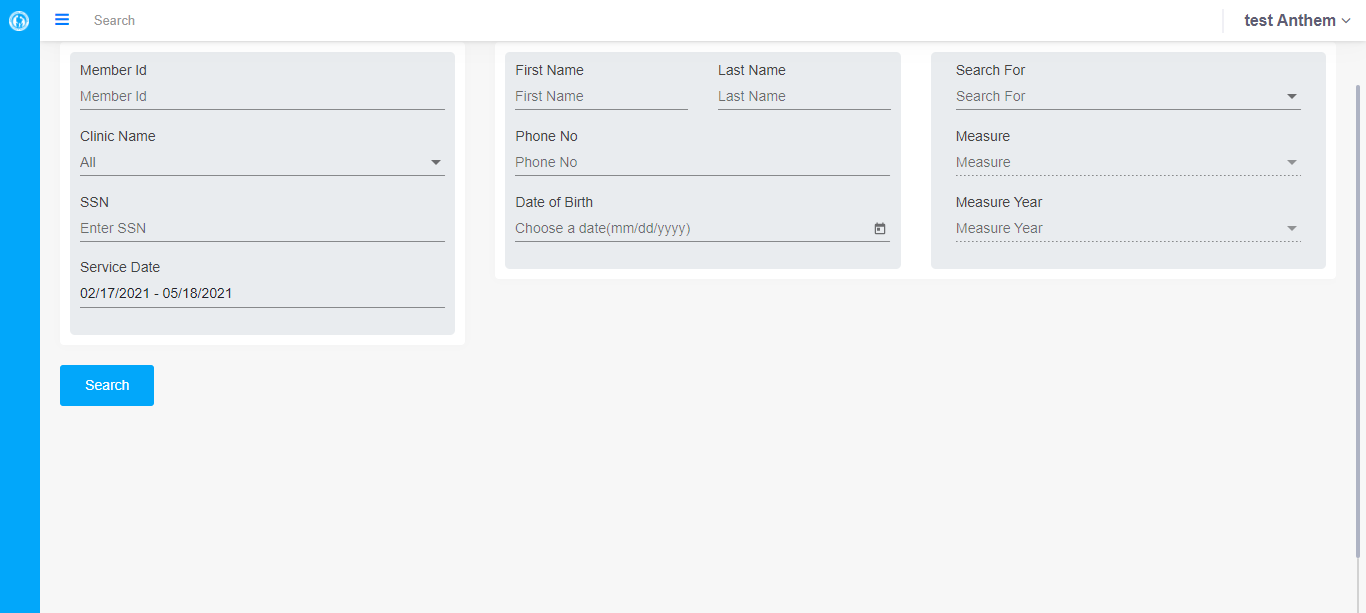 Search
test Anthem
Member Id
Member Id
Clinic Name
All
SSN
Enter SSN
Service Date
02/17/2021 - 05/18/2021
First Name
First Name
Last Name
Last Name
Phone No
Phone No
Date of Birth
Choose a date(mm/dd/yyyy)
Search For
Search For
Measure
Measure
Measure Year
Measure Year
Search